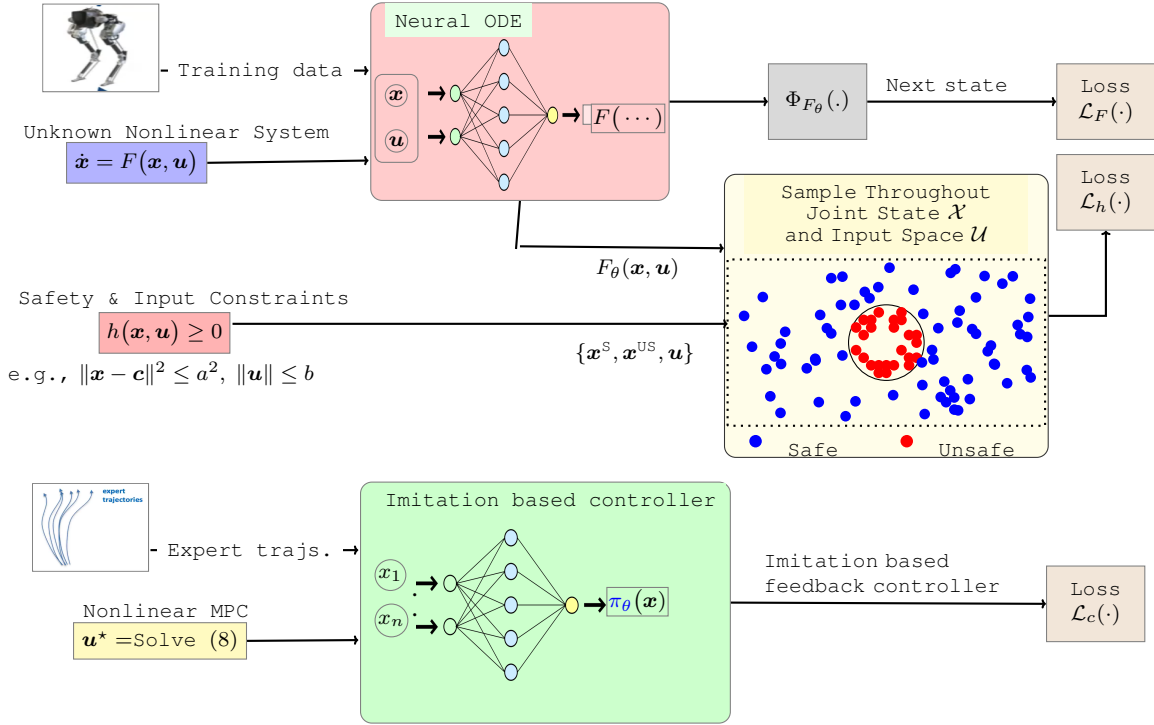 Neural ODE
Training data
𝒙
𝒖
F(⋯)
Φ_{F_θ}(.)
Next state
Loss
ℒ_F(·)
Unknown Nonlinear System
𝒙̇ = F(𝒙, 𝒖)
Loss
ℒ_h(·)
Sample Throughout
Joint State 𝒳
and Input Space 𝒰
F_θ(𝒙, 𝒖)
Safety & Input Constraints
h(𝒙, 𝒖) ≥ 0
{𝒙^S, 𝒙^US, 𝒖}
e.g., ‖𝒙 − 𝒄‖² ≤ a², ‖𝒖‖ ≤ b
Safe
Unsafe
expert
trajectories
Imitation based controller
Expert trajs.
x₁
xₙ
π_θ(𝒙)
Imitation based
feedback controller
Loss
ℒ_c(·)
Nonlinear MPC
𝒖⋆ =Solve (8)